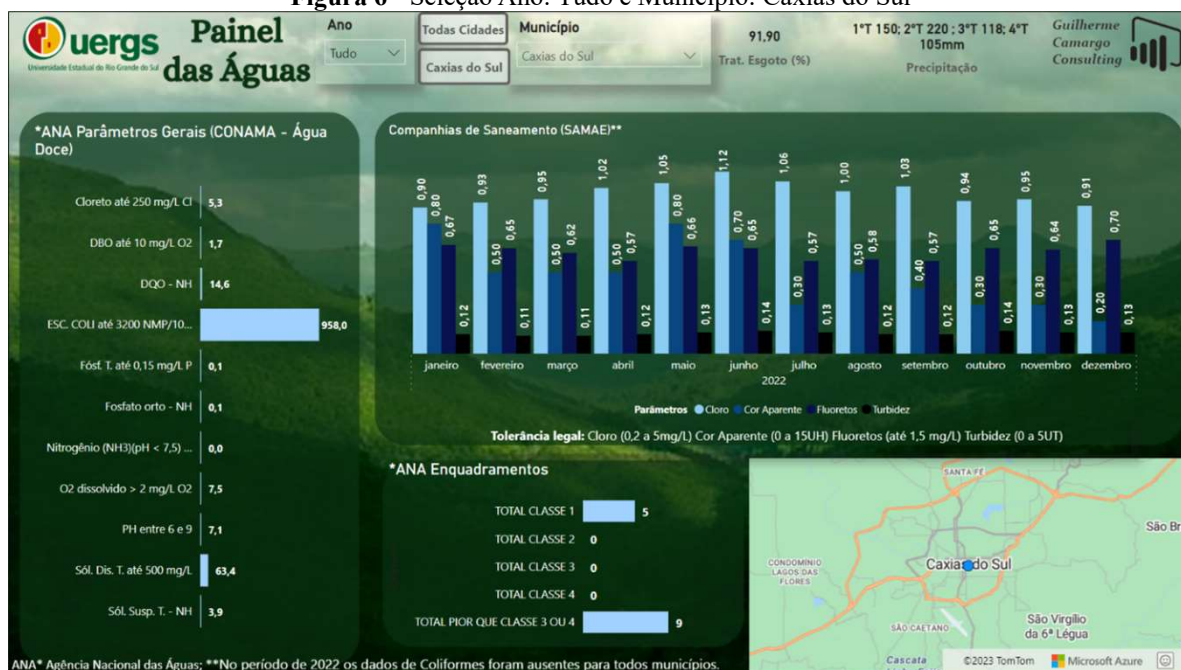 Figura 6 - Seleção Ano: Tudo e Município: Caxias do Sul
uergs
Universidade Estadual do Rio Grande do Sul
Painel
das Águas
Ano
Tudo
Todas Cidades
Caxias do Sul
Município
Caxias do Sul
91.90
Trat. Esgoto (%)
1°T 150; 2°T 220 ; 3°T 118; 4°T
105mm
Precipitação
Guilherme
Camargo
Consulting
*ANA Parâmetros Gerais (CONAMA - Água
Doce)
Cloreto até 250 mg/L Cl 5,3
DBO até 10 mg/L O2 1,7
DQO - NH 14,6
ESC. COLI até 3200 NMP/10... 958,0
Fósf. T. até 0,15 mg/L P 0,1
Fosfato orto - NH 0,1
Nitrogênio (NH3)(pH < 7,5) ... 0,0
O2 dissolvido > 2 mg/L O2 7,5
PH entre 6 e 9 7,1
Sól. Dis. T. até 500 mg/L 63,4
Sól. Susp. T. - NH 3,9
Companhias de Saneamento (SAMAE)**
0,90 0,80 0,67 0,12
0,93 0,50 0,65 0,11
0,95 0,50 0,62 0,11
1,02 0,50 0,57 0,12
1,05 0,80 0,66 0,13
1,12 0,70 0,65 0,14
1,06 0,30 0,57 0,13
1,00 0,50 0,58 0,12
1,03 0,40 0,57 0,12
0,94 0,30 0,65 0,14
0,95 0,30 0,64 0,13
0,91 0,20 0,70 0,13
janeiro fevereiro março abril maio junho julho agosto setembro outubro novembro dezembro
2022
Parâmetros Cloro Cor Aparente Fluoretos Turbidez
Tolerância legal: Cloro (0,2 a 5mg/L) Cor Aparente (0 a 15UH) Fluoretos (até 1,5 mg/L) Turbidez (0 a 5UT)
*ANA Enquadramentos
TOTAL CLASSE 1 5
TOTAL CLASSE 2 0
TOTAL CLASSE 3 0
TOTAL CLASSE 4 0
TOTAL PIOR QUE CLASSE 3 OU 4 9
SANTA FÉ
São Br
CONDOMÍNIO
LAGOS DAS
FLORES
Caxias do Sul
SÃO CAETANO
São Virgílio
da 6ª Légua
Cascata
©2023 TomTom
Microsoft Azure
ANA* Agência Nacional das Águas; **No período de 2022 os dados de Coliformes foram ausentes para todos municípios.